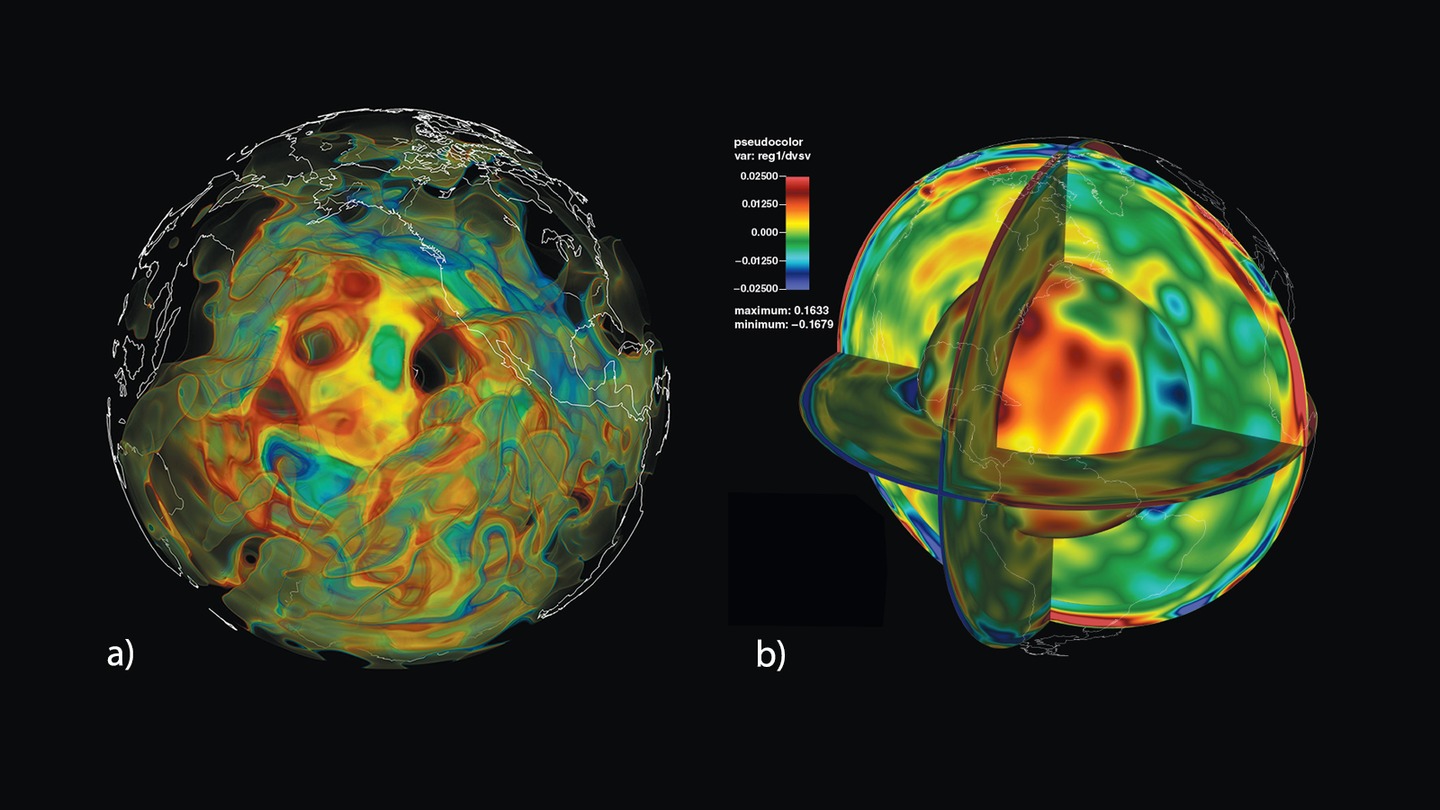 pseudocolor
var: reg1/dvsv
0.02500
0.01250
0.000
−0.01250
−0.02500
maximum: 0.1633
minimum: −0.1679
a)
b)